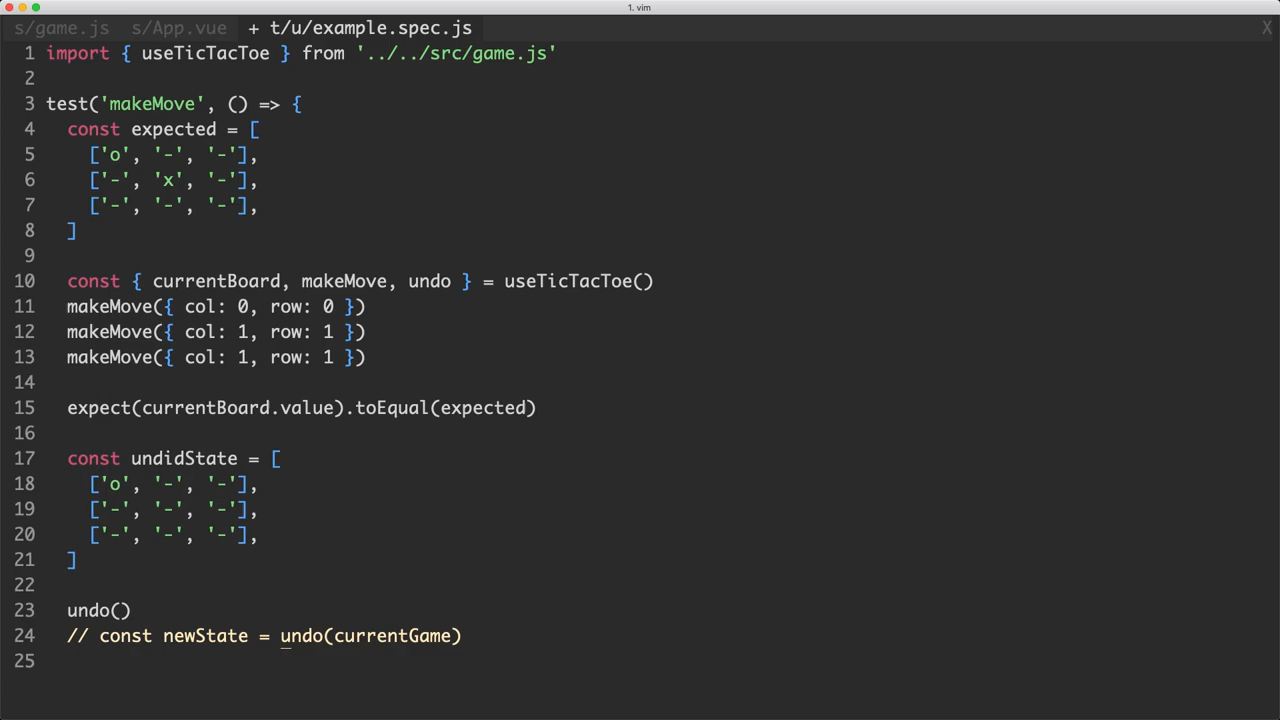 1. vim
s/game.js s/App.vue + t/u/example.spec.js X
1 import { useTicTacToe } from '../../src/game.js'
2
3 test('makeMove', () => {
4   const expected = [
5     ['o', '-', '-'],
6     ['-', 'x', '-'],
7     ['-', '-', '-'],
8   ]
9
10   const { currentBoard, makeMove, undo } = useTicTacToe()
11   makeMove({ col: 0, row: 0 })
12   makeMove({ col: 1, row: 1 })
13   makeMove({ col: 1, row: 1 })
14
15   expect(currentBoard.value).toEqual(expected)
16
17   const undidState = [
18     ['o', '-', '-'],
19     ['-', '-', '-'],
20     ['-', '-', '-'],
21   ]
22
23   undo()
24   // const newState = undo(currentGame)
25